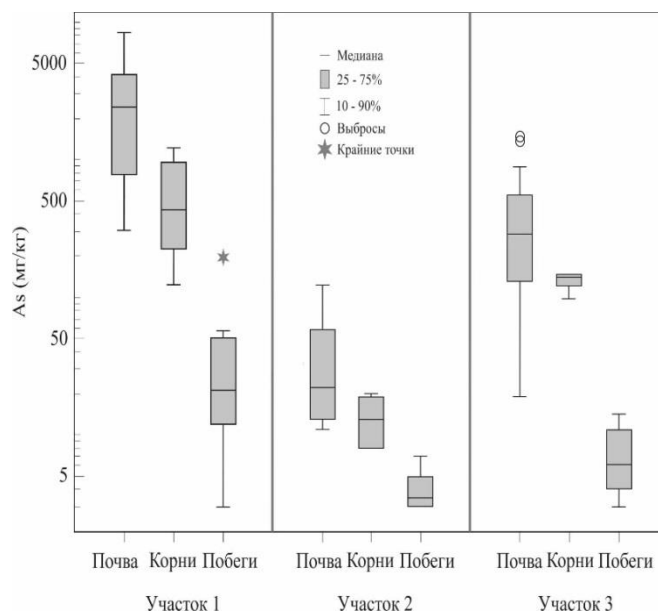 As (мг/кг)
5000
500
50
5
Медиана
25 - 75%
10 - 90%
Выбросы
Крайние точки
Почва Корни Побеги Почва Корни Побеги Почва Корни Побеги
Участок 1 Участок 2 Участок 3